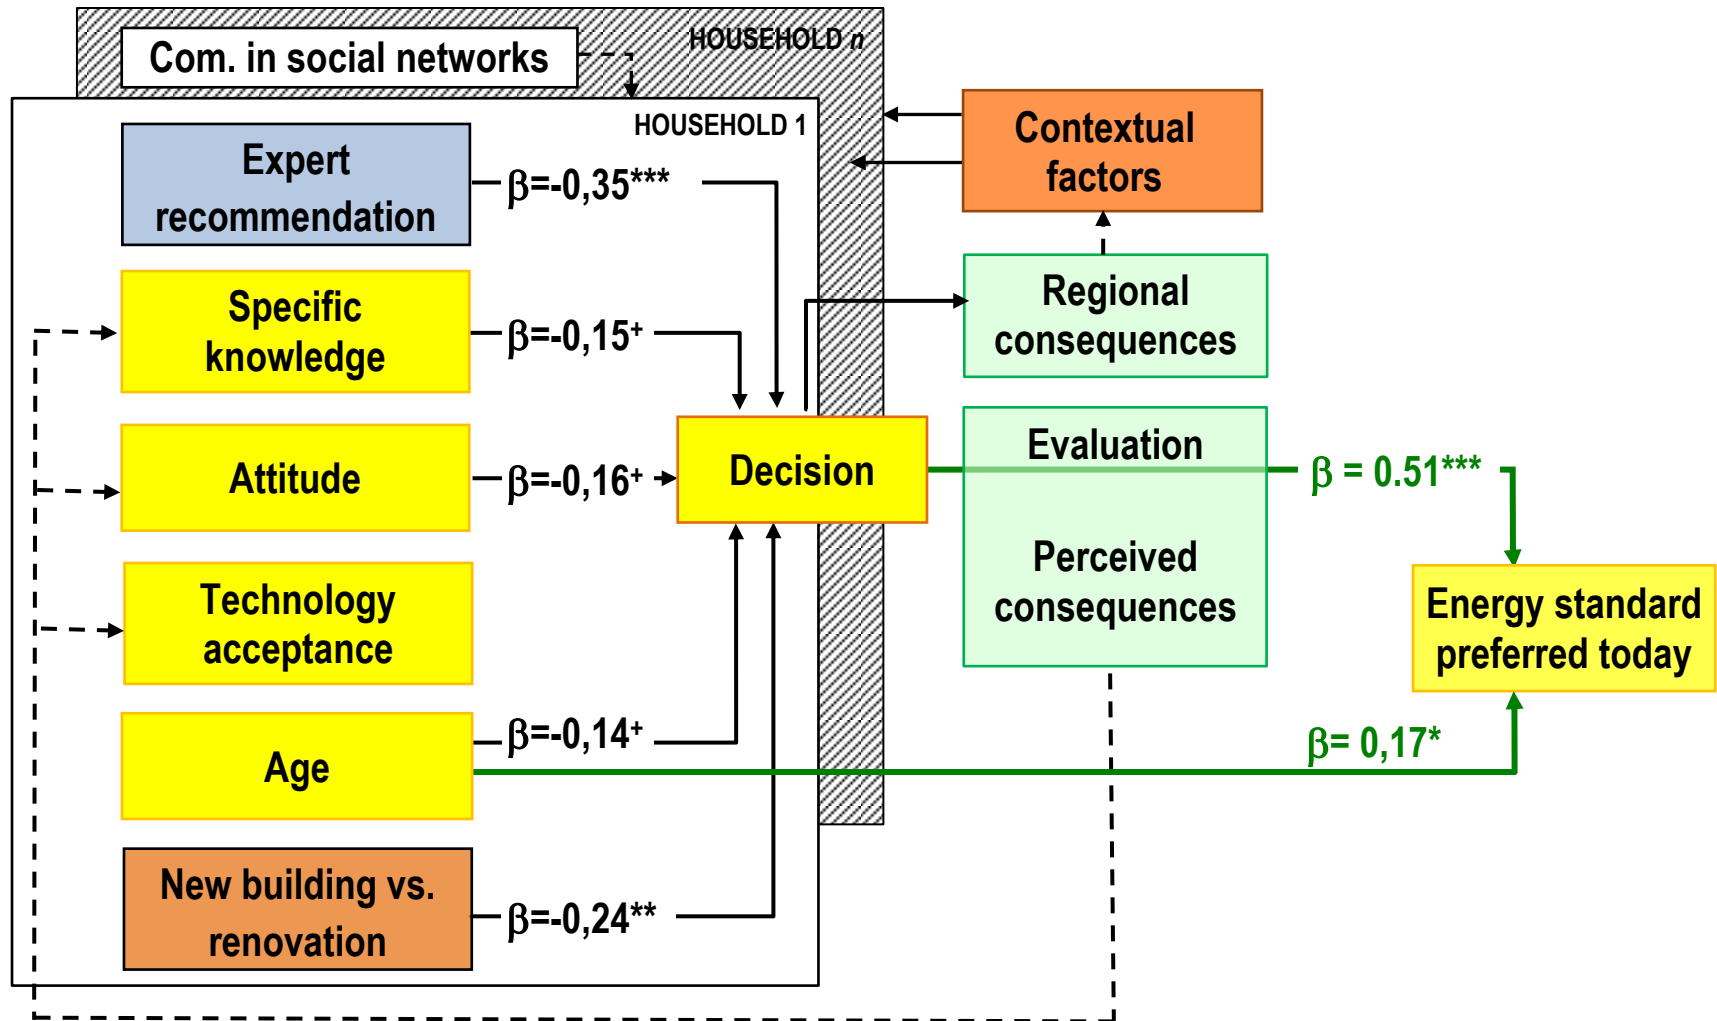 HOUSEHOLD n
Com. in social networks
HOUSEHOLD 1
Expert
recommendation
β=-0,35***
Contextual
factors
Specific
knowledge
β=-0,15+
Regional
consequences
Attitude
β=-0,16+
Decision
Evaluation
β = 0.51***
Perceived
consequences
Technology
acceptance
Energy standard
preferred today
Age
β=-0,14+
β= 0,17*
New building vs.
renovation
β=-0,24**